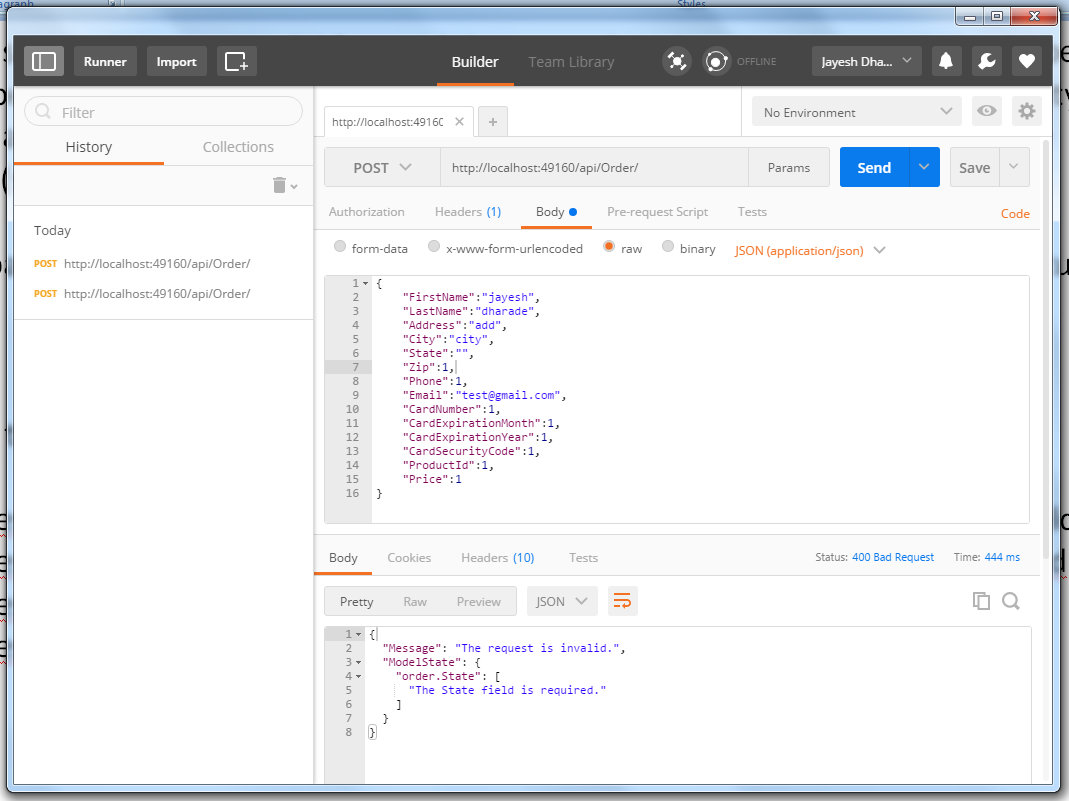 agraph
Styles
Runner
Import
Builder
Team Library
OFFLINE
Jayesh Dha...
Filter
History
Collections
Today
POST http://localhost:49160/api/Order/
POST http://localhost:49160/api/Order/
http://localhost:4916(
No Environment
POST
http://localhost:49160/api/Order/
Params
Send
Save
Authorization
Headers (1)
Body
Pre-request Script
Tests
Code
form-data
x-www-form-urlencoded
raw
binary
JSON (application/json)
1 {
2 "FirstName":"jayesh",
3 "LastName":"dharade",
4 "Address":"add",
5 "City":"city",
6 "State":"",
7 "Zip":1,
8 "Phone":1,
9 "Email":"test@gmail.com",
10 "CardNumber":1,
11 "CardExpirationMonth":1,
12 "CardExpirationYear":1,
13 "CardSecurityCode":1,
14 "ProductId":1,
15 "Price":1
16 }
Body
Cookies
Headers (10)
Tests
Status: 400 Bad Request
Time: 444 ms
Pretty
Raw
Preview
JSON
1 {
2 "Message": "The request is invalid.",
3 "ModelState": {
4 "order.State": [
5 "The State field is required."
6 ]
7 }
8 }